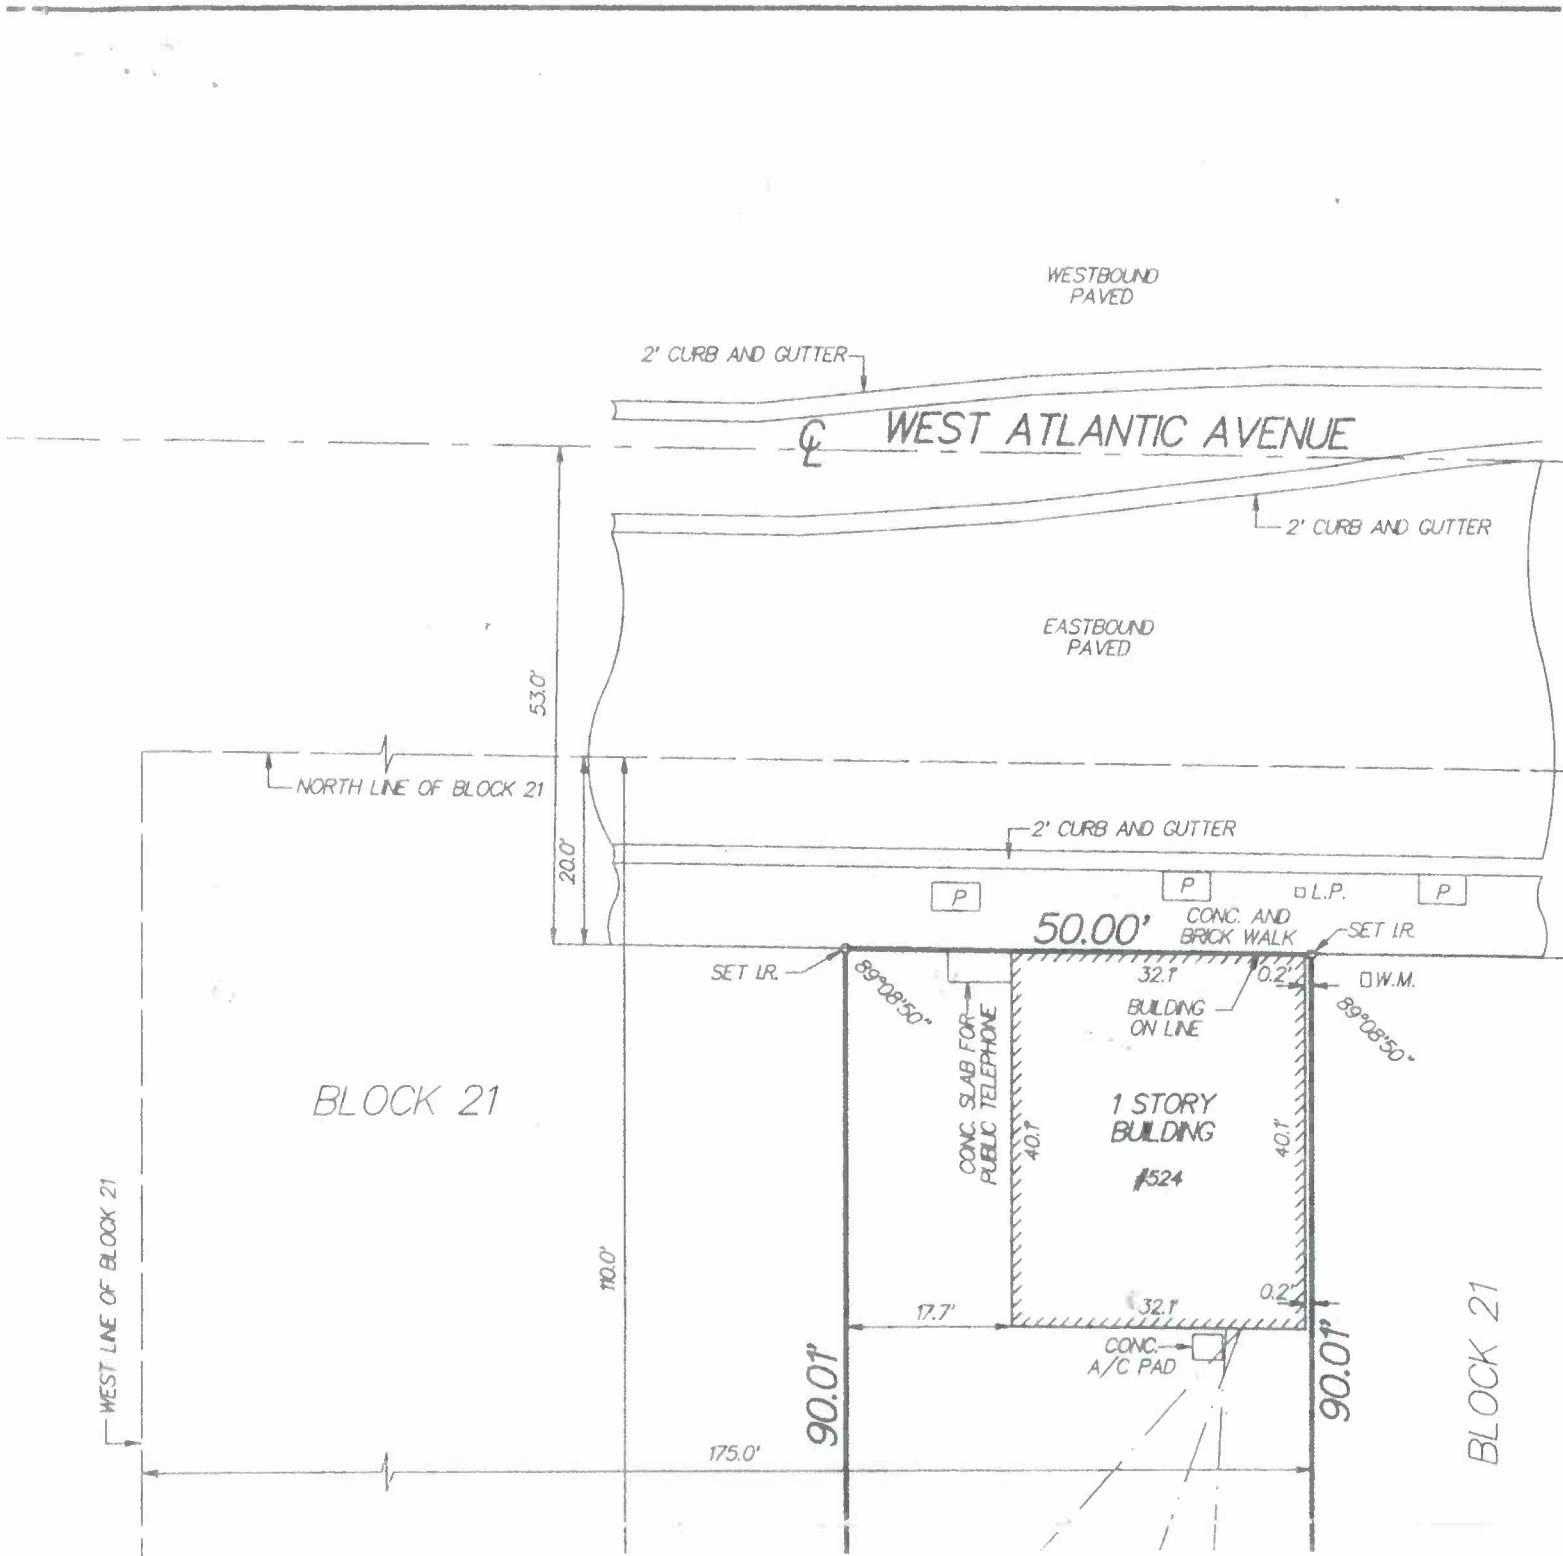 WESTBOUND
PAVED
2' CURB AND GUTTER
WEST ATLANTIC AVENUE
2' CURB AND GUTTER
EASTBOUND
PAVED
53.0'
NORTH LINE OF BLOCK 21
20.0'
2' CURB AND GUTTER
P
P
L.P.
P
50.00'
CONC. AND
BRICK WALK
SET I.R.
SET I.R.
89°08'50"
32.1'
0.2'
W.M.
BUILDING
ON LINE
89°08'50"
CONC. SLAB FOR
PUBLIC TELEPHONE
BLOCK 21
1 STORY
BUILDING
#524
40.1'
40.1'
WEST LINE OF BLOCK 21
110.0'
17.7'
32.1'
0.2'
CONC.
A/C PAD
90.01'
90.01'
BLOCK 21
175.0'